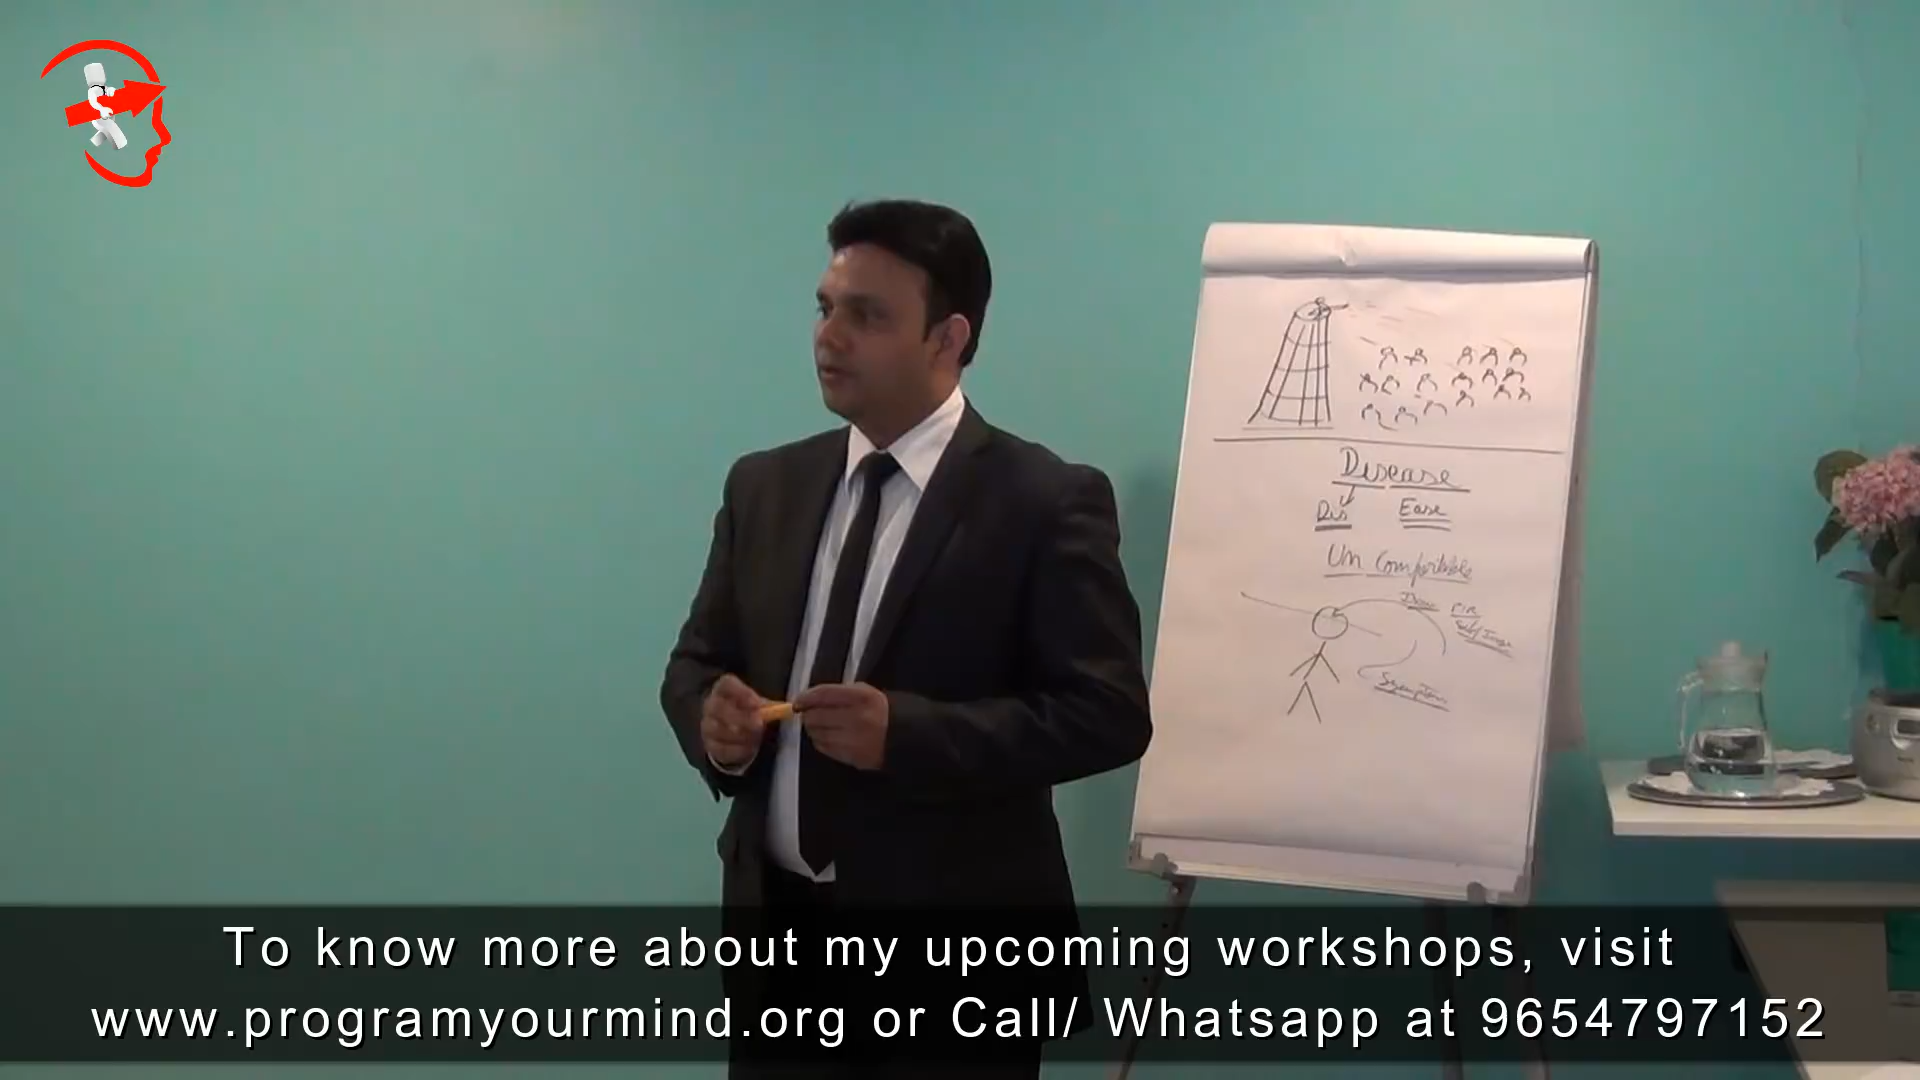 Disease
Dis Ease
Un Comfortable
Symptom
To know more about my upcoming workshops, visit
www.programyourmind.org or Call/ Whatsapp at 9654797152